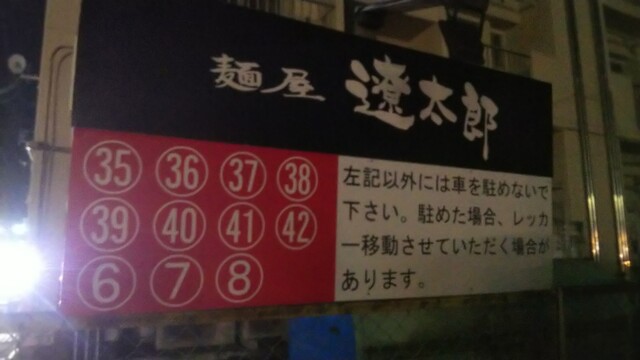 麺屋 遼太郎
㉟ ㊱ ㊲ ㊳
㊴ ㊵ ㊶ ㊷
⑥ ⑦ ⑧
左記以外には車を駐めないで
下さい。駐めた場合、レッカ
ー移動させていただく場合が
あります。